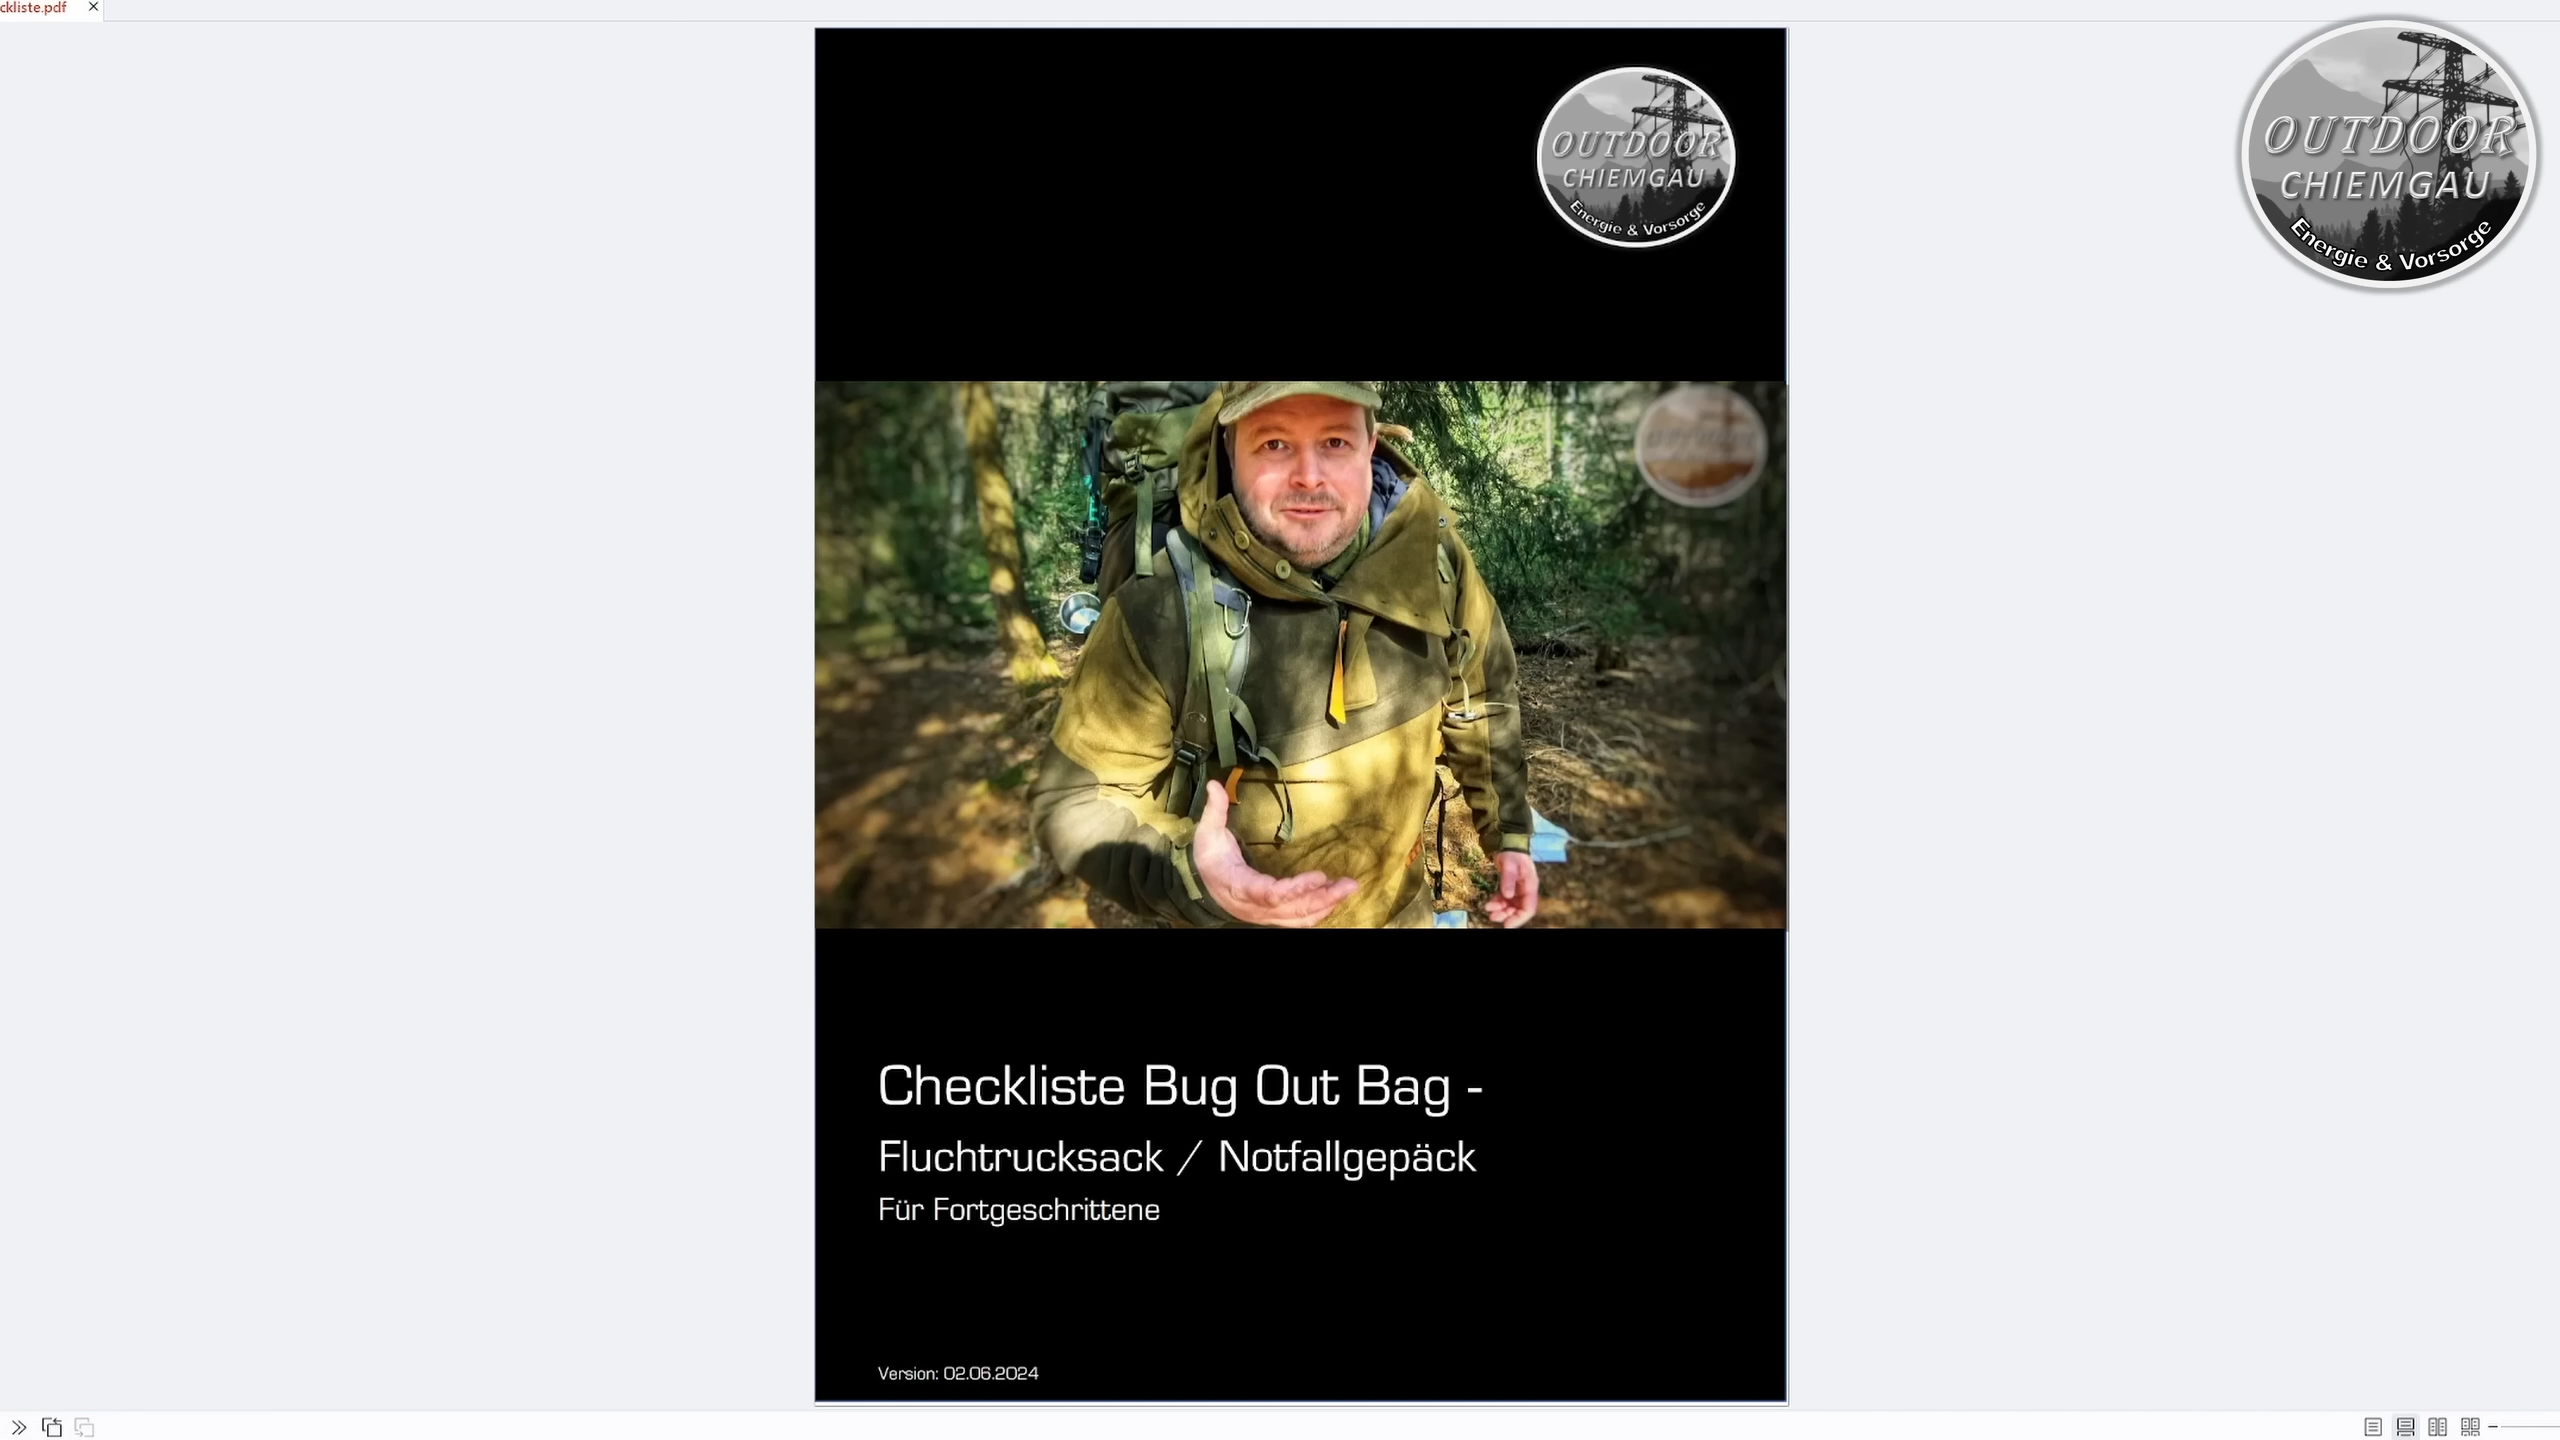 ckliste.pdf
OUTDOOR
CHIEMGAU
Energie & Vorsorge
OUTDOOR
CHIEMGAU
Energie & Vorsorge
Checkliste Bug Out Bag -
Fluchtrucksack / Notfallgepäck
Für Fortgeschrittene
Version: 02.06.2024